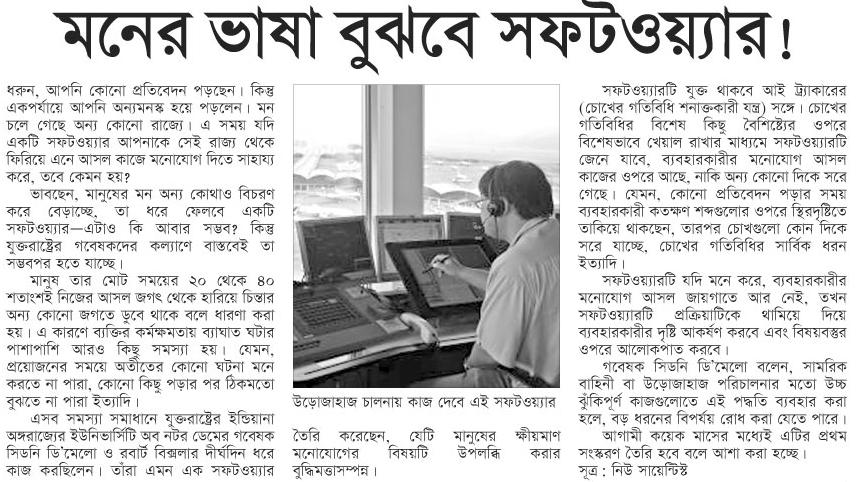 মনের ভাষা বুঝবে সফটওয়্যার!
ধরুন, আপনি কোনো প্রতিবেদন পড়ছেন। কিন্তু
একপর্যায়ে আপনি অন্যমনস্ক হয়ে পড়লেন। মন
চলে গেছে অন্য কোনো রাজ্যে। এ সময় যদি
একটি সফটওয়্যার আপনাকে সেই রাজ্য থেকে
ফিরিয়ে এনে আসল কাজে মনোযোগ দিতে সাহায্য
করে, তবে কেমন হয়?
ভাবছেন, মানুষের মন অন্য কোথাও বিচরণ
করে বেড়াচ্ছে, তা ধরে ফেলবে একটি
সফটওয়্যার—এটাও কি আবার সম্ভব? কিন্তু
যুক্তরাষ্ট্রের গবেষকদের কল্যাণে বাস্তবেই তা
সম্ভবপর হতে যাচ্ছে।
মানুষ তার মোট সময়ের ২০ থেকে ৪০
শতাংশই নিজের আসল জগৎ থেকে হারিয়ে চিন্তার
অন্য কোনো জগতে ডুবে থাকে বলে ধারণা করা
হয়। এ কারণে ব্যক্তির কর্মক্ষমতায় ব্যাঘাত ঘটার
পাশাপাশি আরও কিছু সমস্যা হয়। যেমন,
প্রয়োজনের সময়ে অতীতের কোনো ঘটনা মনে
করতে না পারা, কোনো কিছু পড়ার পর ঠিকমতো
বুঝতে না পারা ইত্যাদি।
এসব সমস্যা সমাধানে যুক্তরাষ্ট্রের ইন্ডিয়ানা
অঙ্গরাজ্যের ইউনিভার্সিটি অব নটর ডেমের গবেষক
সিডনি ডি’মেলো ও রবার্ট বিক্সলার দীর্ঘদিন ধরে
কাজ করছিলেন। তাঁরা এমন এক সফটওয়্যার
উড়োজাহাজ চালনায় কাজ দেবে এই সফটওয়্যার
তৈরি করেছেন, যেটি মানুষের ক্ষীয়মাণ
মনোযোগের বিষয়টি উপলব্ধি করার
বুদ্ধিমত্তাসম্পন্ন।
সফটওয়্যারটি যুক্ত থাকবে আই ট্র্যাকারের
(চোখের গতিবিধি শনাক্তকারী যন্ত্র) সঙ্গে। চোখের
গতিবিধির বিশেষ কিছু বৈশিষ্ট্যের ওপরে
বিশেষভাবে খেয়াল রাখার মাধ্যমে সফটওয়্যারটি
জেনে যাবে, ব্যবহারকারীর মনোযোগ আসল
কাজের ওপরে আছে, নাকি অন্য কোনো দিকে সরে
গেছে। যেমন, কোনো প্রতিবেদন পড়ার সময়
ব্যবহারকারী কতক্ষণ শব্দগুলোর ওপরে স্থিরদৃষ্টিতে
তাকিয়ে থাকছেন, তারপর চোখগুলো কোন দিকে
সরে যাচ্ছে, চোখের গতিবিধির সার্বিক ধরন
ইত্যাদি।
সফটওয়্যারটি যদি মনে করে, ব্যবহারকারীর
মনোযোগ আসল জায়গাতে আর নেই, তখন
সফটওয়্যারটি প্রক্রিয়াটিকে থামিয়ে দিয়ে
ব্যবহারকারীর দৃষ্টি আকর্ষণ করবে এবং বিষয়বস্তুর
ওপরে আলোকপাত করবে।
গবেষক সিডনি ডি’মেলো বলেন, সামরিক
বাহিনী বা উড়োজাহাজ পরিচালনার মতো উচ্চ
ঝুঁকিপূর্ণ কাজগুলোতে এই পদ্ধতি ব্যবহার করা
হলে, বড় ধরনের বিপর্যয় রোধ করা যেতে পারে।
আগামী কয়েক মাসের মধ্যেই এটির প্রথম
সংস্করণ তৈরি হবে বলে আশা করা হচ্ছে।
সূত্র : নিউ সায়েন্টিস্ট